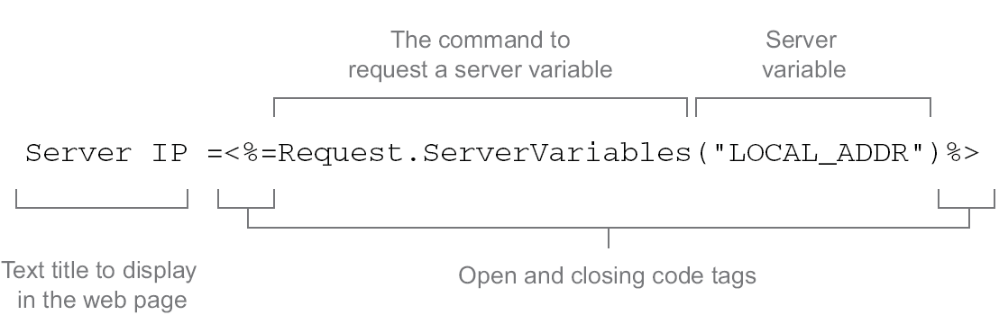 The command to
request a server variable
Server
variable
Server IP =<%=Request.ServerVariables("LOCAL_ADDR")%>
Text title to display
in the web page
Open and closing code tags